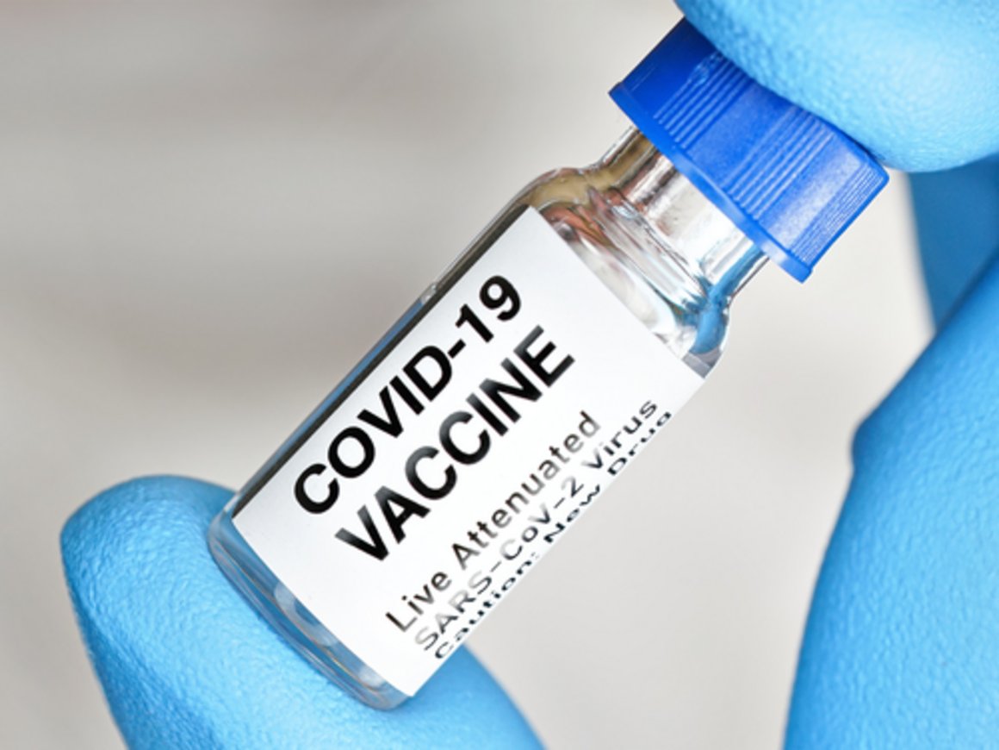 COVID-19
VACCINE
Live Attenuated
SARS-CoV-2 Virus
Caution: New Drug